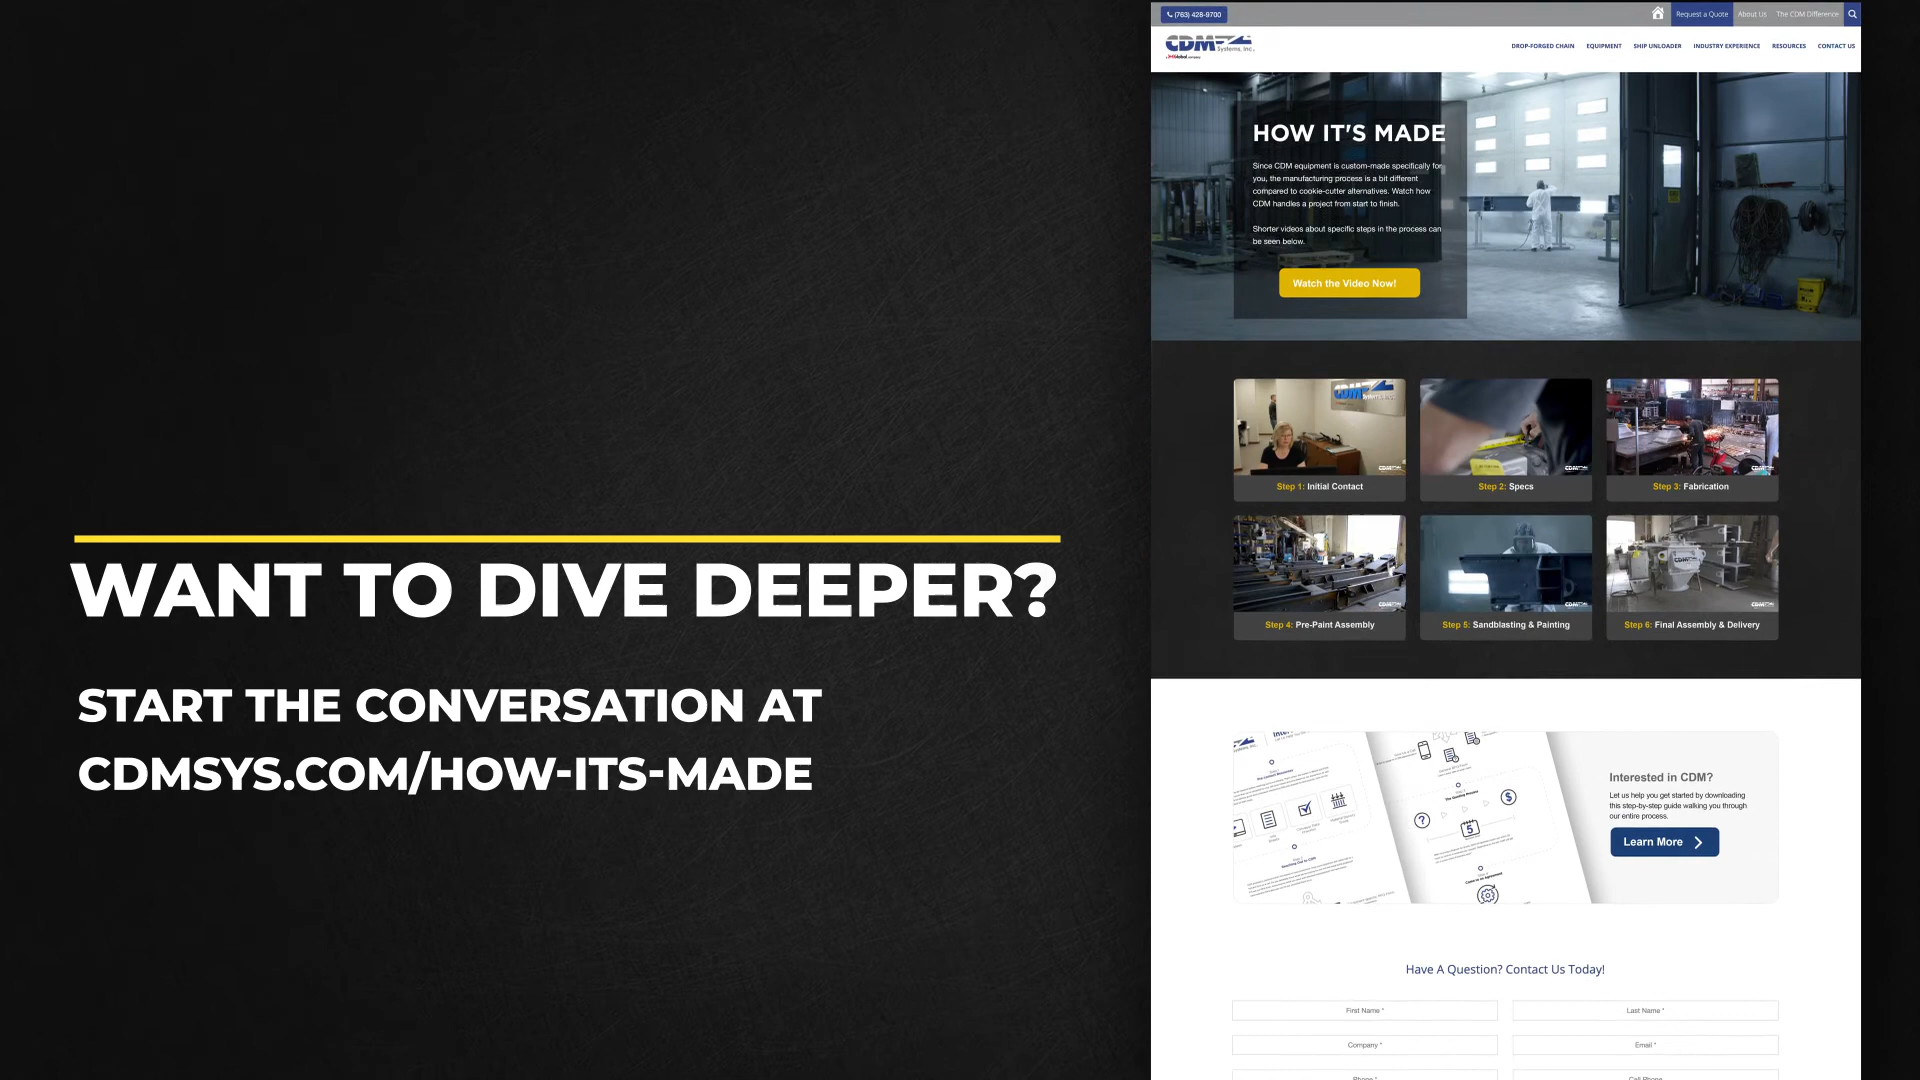 WANT TO DIVE DEEPER?
START THE CONVERSATION AT
CDMSYS.COM/HOW-ITS-MADE
(763) 428-9700
Request a Quote
About Us
The CDM Difference
CDM
Systems, Inc.
DROP-FORGED CHAIN
EQUIPMENT
SHIP UNLOADER
INDUSTRY EXPERIENCE
RESOURCES
CONTACT US
HOW IT'S MADE
Since CDM equipment is custom-made specifically for
you, the manufacturing process is a bit different
compared to cookie-cutter alternatives. Watch how
CDM handles a project from start to finish.
Shorter videos about specific steps in the process can
be seen below.
Watch the Video Now!
Step 1: Initial Contact
Step 2: Specs
Step 3: Fabrication
Step 4: Pre-Paint Assembly
Step 5: Sandblasting & Painting
Step 6: Final Assembly & Delivery
Interested in CDM?
Let us help you get started by downloading
this step-by-step guide walking you through
our entire process.
Learn More
Have A Question? Contact Us Today!
First Name *
Last Name *
Company *
Email *
Phone *
Cell Phone